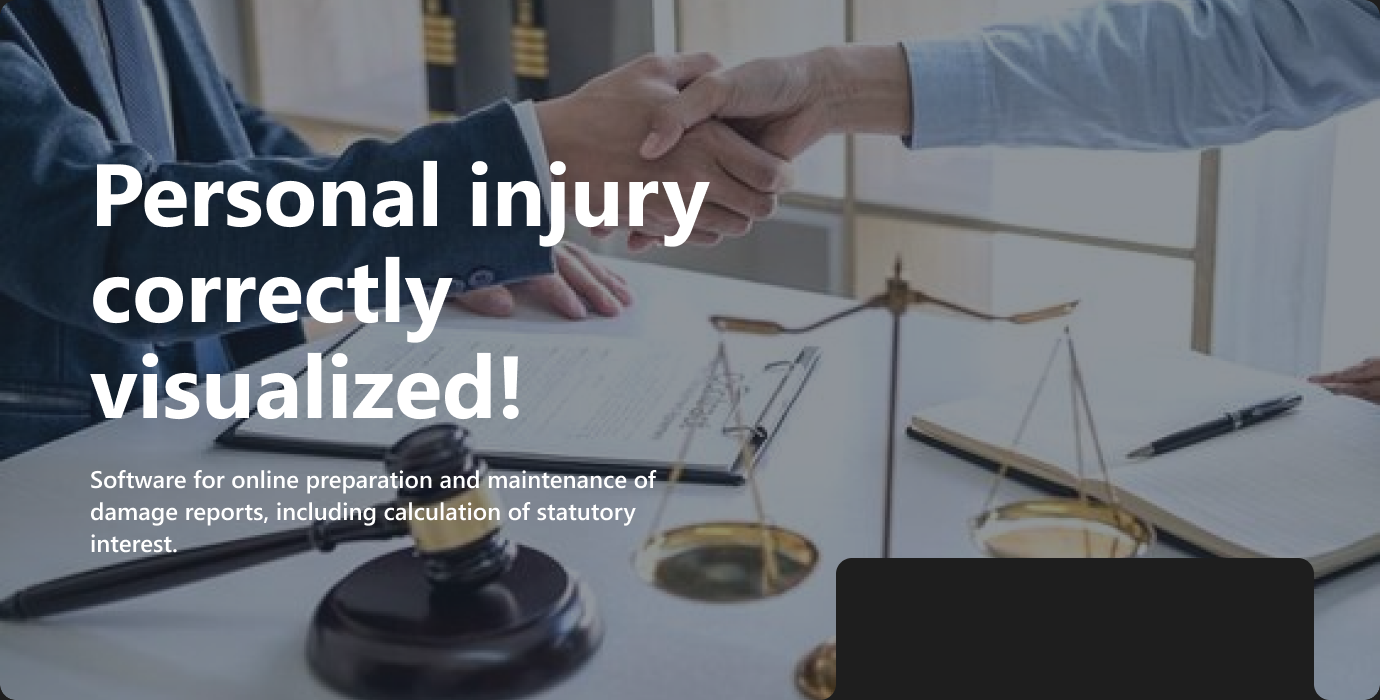 Personal injury
correctly
visualized!
Software for online preparation and maintenance of
damage reports, including calculation of statutory
interest.